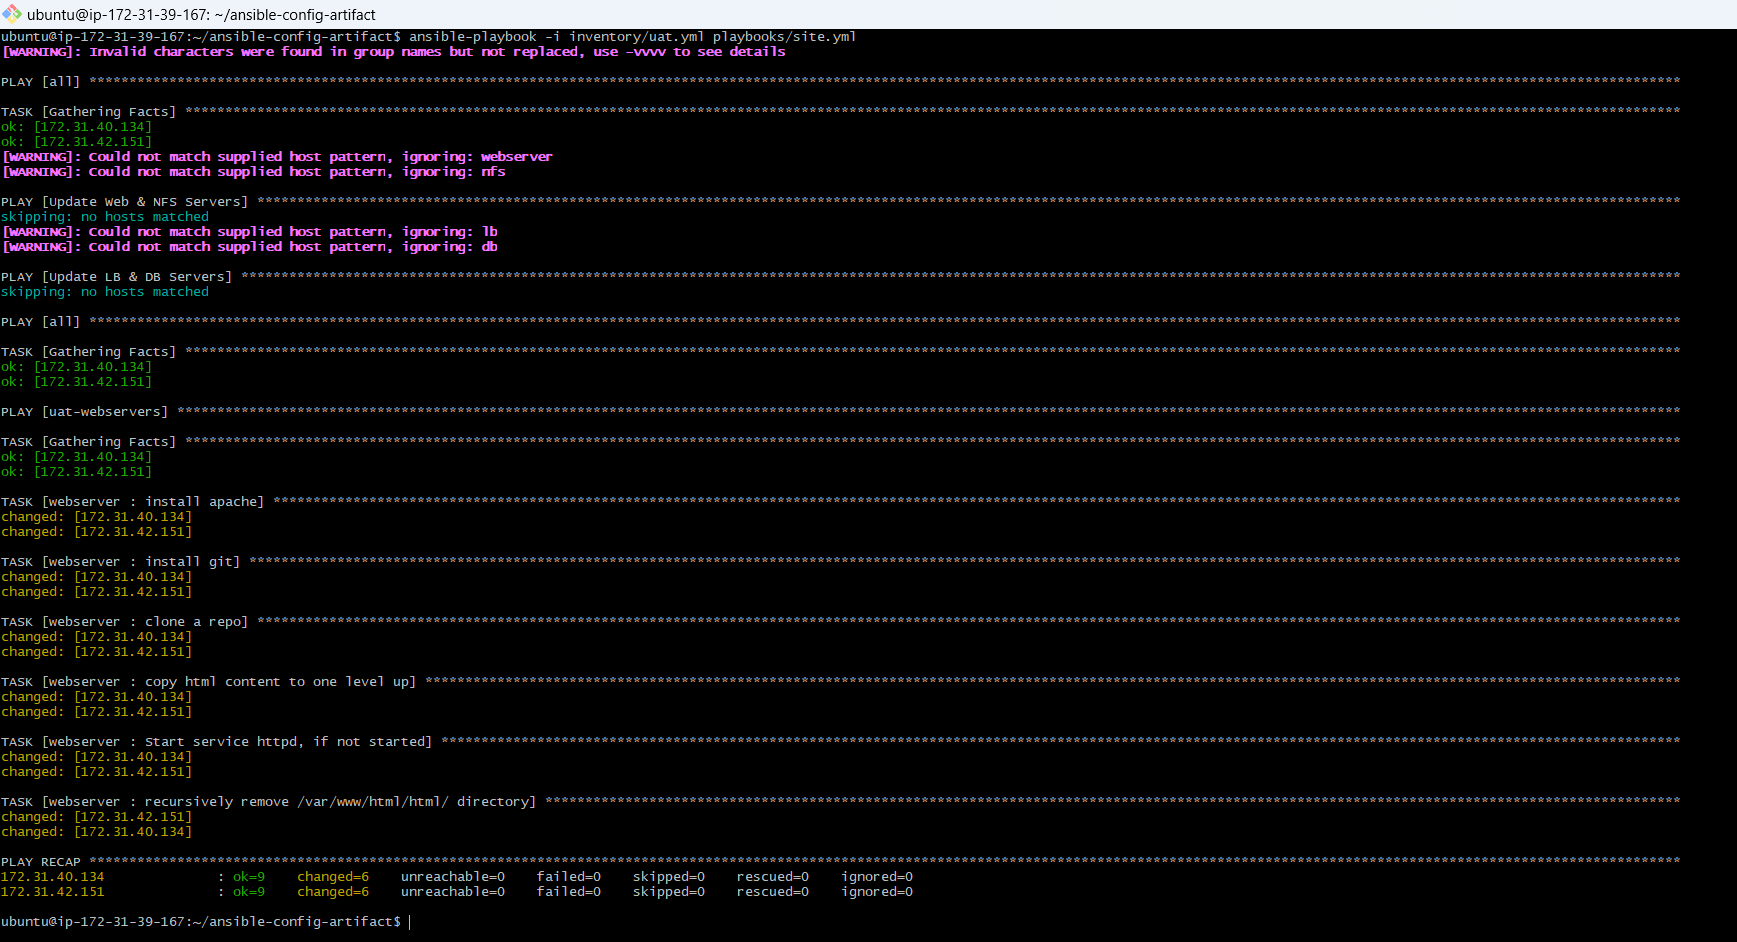 ubuntu@ip-172-31-39-167: ~/ansible-config-artifact
ubuntu@ip-172-31-39-167:~/ansible-config-artifact$ ansible-playbook -i inventory/uat.yml playbooks/site.yml
[WARNING]: Invalid characters were found in group names but not replaced, use -vvvv to see details
PLAY [all] ****************************************************************************************************
TASK [Gathering Facts] ****************************************************************************************************
ok: [172.31.40.134]
ok: [172.31.42.151]
[WARNING]: Could not match supplied host pattern, ignoring: webserver
[WARNING]: Could not match supplied host pattern, ignoring: nfs
PLAY [Update Web & NFS Servers] ****************************************************************************************************
skipping: no hosts matched
[WARNING]: Could not match supplied host pattern, ignoring: lb
[WARNING]: Could not match supplied host pattern, ignoring: db
PLAY [Update LB & DB Servers] ****************************************************************************************************
skipping: no hosts matched
PLAY [all] ****************************************************************************************************
TASK [Gathering Facts] ****************************************************************************************************
ok: [172.31.40.134]
ok: [172.31.42.151]
PLAY [uat-webservers] ****************************************************************************************************
TASK [Gathering Facts] ****************************************************************************************************
ok: [172.31.40.134]
ok: [172.31.42.151]
TASK [webserver : install apache] ****************************************************************************************************
changed: [172.31.40.134]
changed: [172.31.42.151]
TASK [webserver : install git] ****************************************************************************************************
changed: [172.31.40.134]
changed: [172.31.42.151]
TASK [webserver : clone a repo] ****************************************************************************************************
changed: [172.31.40.134]
changed: [172.31.42.151]
TASK [webserver : copy html content to one level up] ****************************************************************************************************
changed: [172.31.40.134]
changed: [172.31.42.151]
TASK [webserver : Start service httpd, if not started] ****************************************************************************************************
changed: [172.31.40.134]
changed: [172.31.42.151]
TASK [webserver : recursively remove /var/www/html/html/ directory] ****************************************************************************************************
changed: [172.31.42.151]
changed: [172.31.40.134]
PLAY RECAP ****************************************************************************************************
172.31.40.134 : ok=9 changed=6 unreachable=0 failed=0 skipped=0 rescued=0 ignored=0
172.31.42.151 : ok=9 changed=6 unreachable=0 failed=0 skipped=0 rescued=0 ignored=0
ubuntu@ip-172-31-39-167:~/ansible-config-artifact$